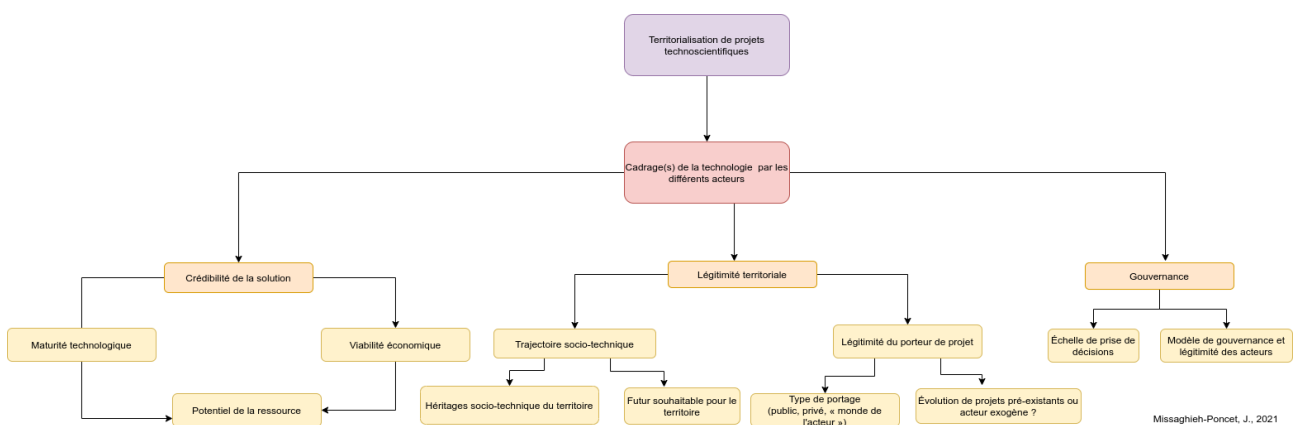 Territorialisation de projets
technoscientifiques
Cadrage(s) de la technologie par les
différents acteurs
Crédibilité de la solution
Légitimité territoriale
Gouvernance
Maturité technologique
Viabilité économique
Trajectoire socio-technique
Légitimité du porteur de projet
Échelle de prise de
décisions
Modèle de gouvernance et
légitimité des acteurs
Potentiel de la ressource
Héritages socio-technique du territoire
Futur souhaitable pour le
territoire
Type de portage
(public, privé, « monde de
l'acteur »)
Évolution de projets pré-existants ou
acteur exogène ?
Missaghieh-Poncet, J., 2021